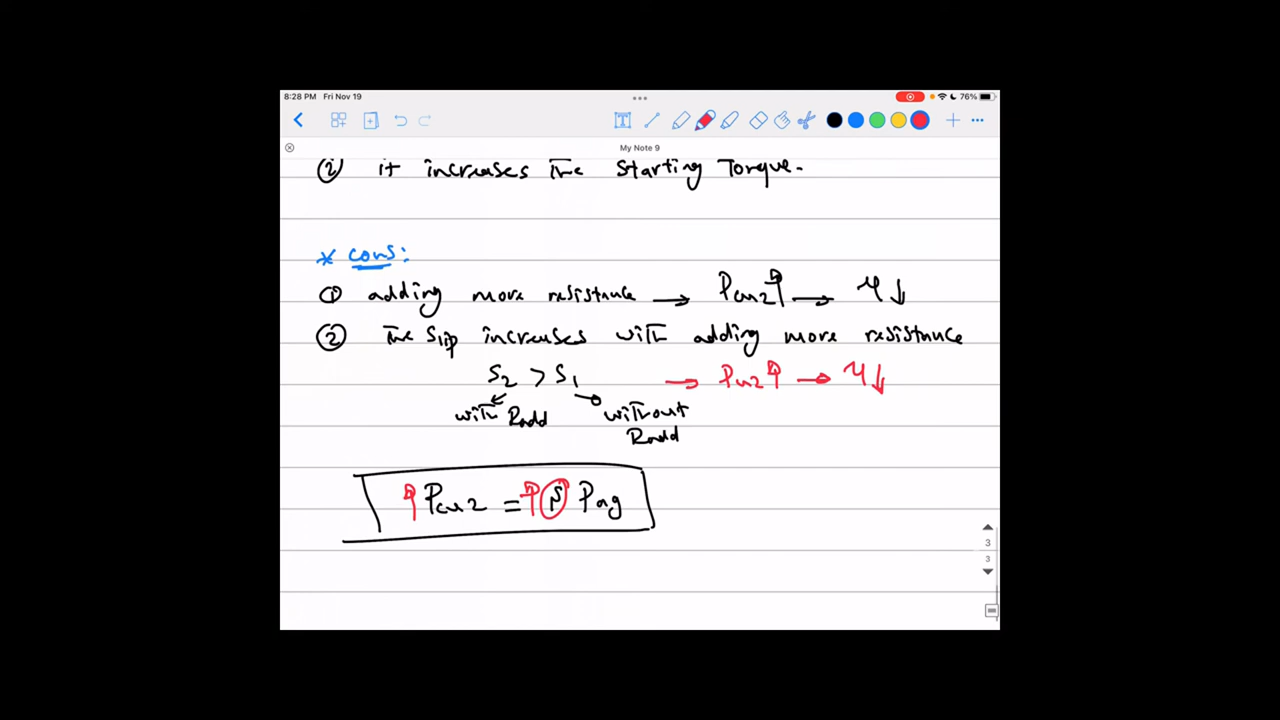 8:28 PM Fri Nov 19
76%
My Note 9
② it increases the starting Torque.
* cons:
① adding more resistance → Pcu2↑ → η↓
② the slip increases with adding more resistance
S2 > S1 → Pcu2↑ → η↓
with Radd without
Radd
↑ Pcu2 = ↑ S Pag
3
3